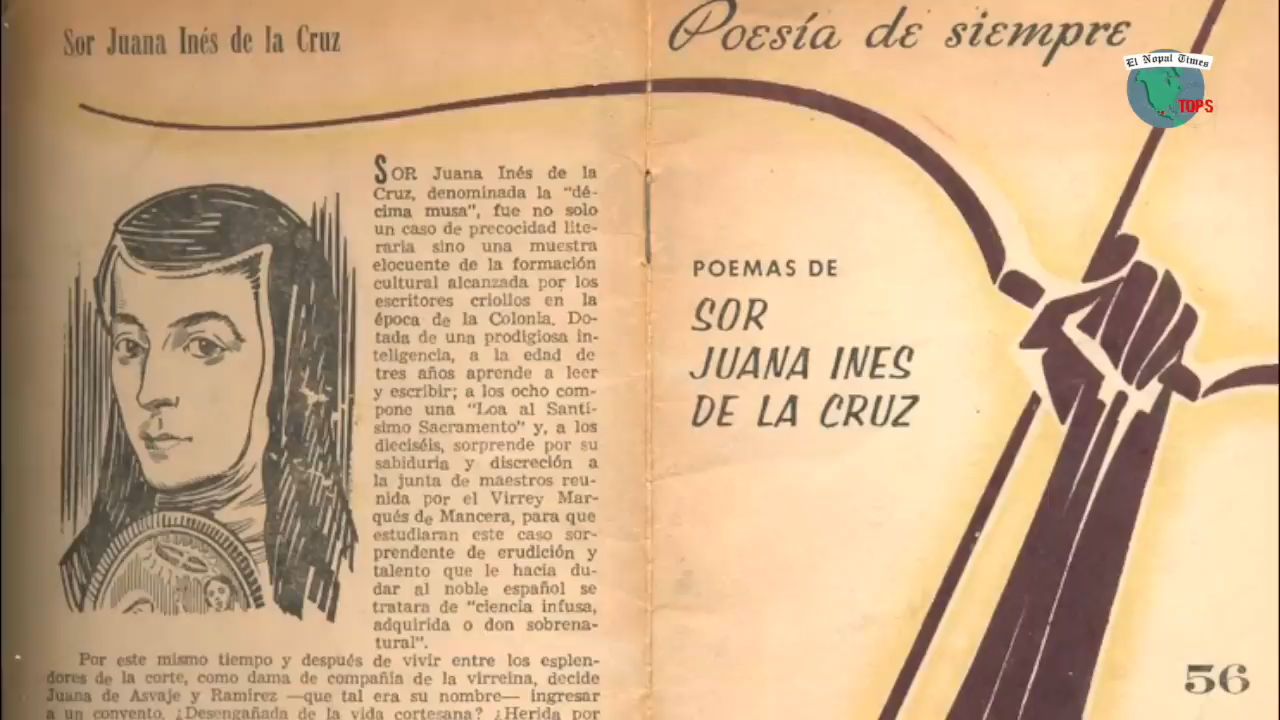 Sor Juana Inés de la Cruz
SOR Juana Inés de la
Cruz, denominada la "dé-
cima musa", fue no solo
un caso de precocidad lite-
raria sino una muestra
elocuente de la formación
cultural alcanzada por los
escritores criollos en la
época de la Colonia. Do-
tada de una prodigiosa in-
teligencia, a la edad de
tres años aprende a leer
y escribir; a los ocho com-
pone una "Loa al Santí-
simo Sacramento" y, a los
dieciséis, sorprende por su
sabiduria y discreción a
la junta de maestros reu-
nida por el Virrey Mar-
qués de Mancera, para que
estudiaran este caso sor-
prendente de erudición y
talento que le hacía du-
dar al noble español se
tratara de "ciencia infusa,
adquirida o don sobrena-
tural".
Por este mismo tiempo y después de vivir entre los esplen-
dores de la corte, como dama de compañía de la virreina, decide
Juana de Asvaje y Ramírez —que tal era su nombre— ingresar
a un convento. ¿Desengañada de la vida cortesana? ¿Herida por
Poesía de siempre
El Nopal Times
TOPS
POEMAS DE
SOR
JUANA INES
DE LA CRUZ
56